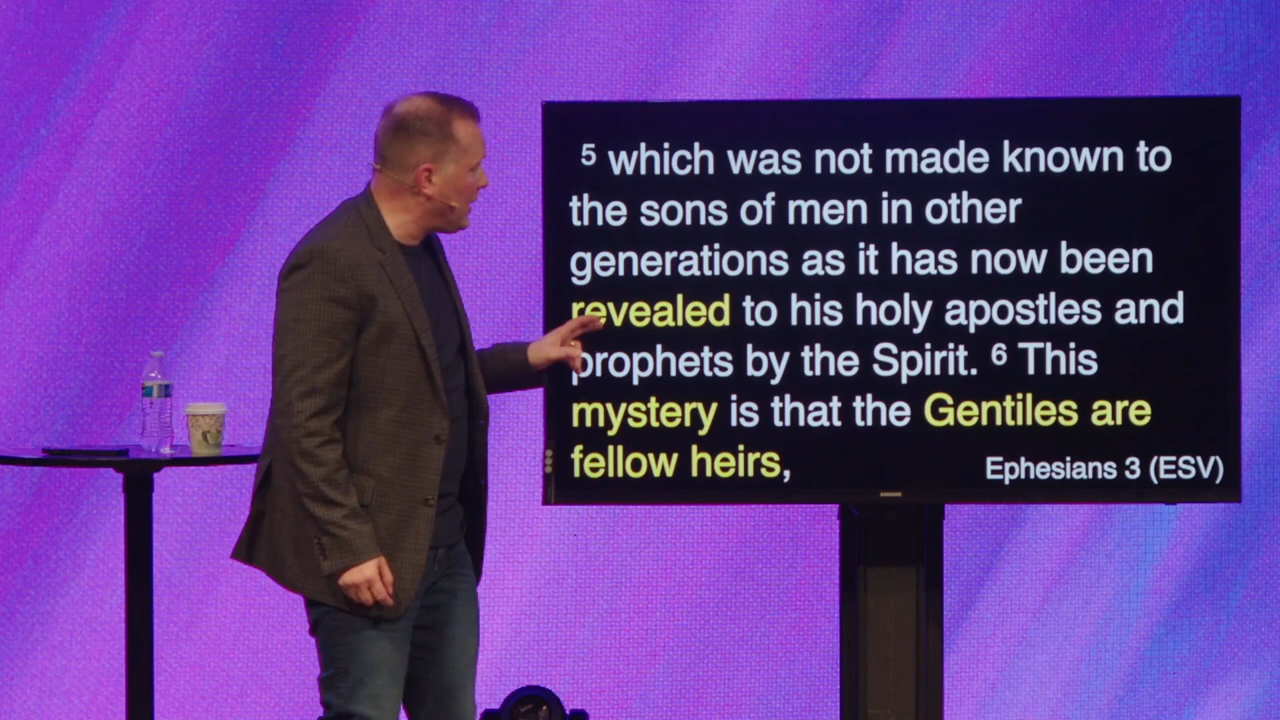 ⁵ which was not made known to
the sons of men in other
generations as it has now been
revealed to his holy apostles and
prophets by the Spirit. ⁶ This
mystery is that the Gentiles are
fellow heirs,
Ephesians 3 (ESV)
SAMSUNG